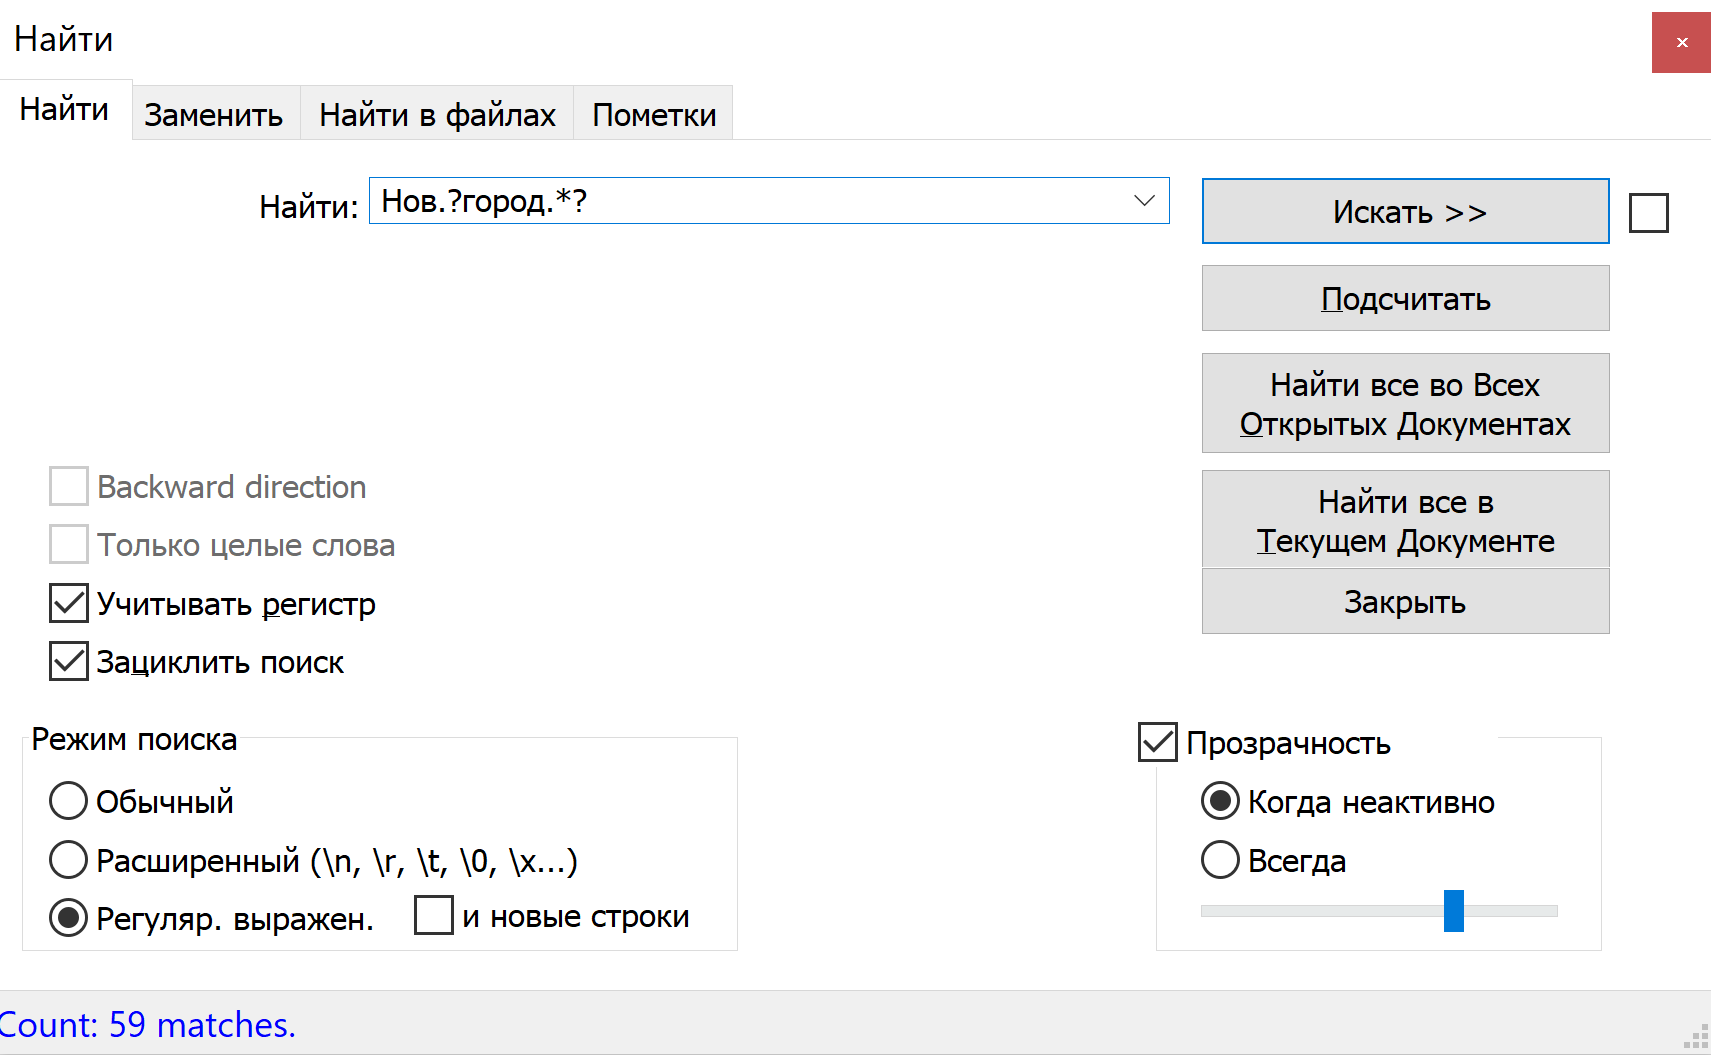 Найти
×
Найти
Заменить
Найти в файлах
Пометки
Найти:
Нов.?город.*?
Искать >>
Подсчитать
Найти все во Всех
Открытых Документах
Backward direction
Найти все в
Текущем Документе
Только целые слова
Учитывать регистр
Закрыть
Зациклить поиск
Режим поиска
Прозрачность
Обычный
Когда неактивно
Расширенный (\n, \r, \t, \0, \x...)
Всегда
Регуляр. выражен.
и новые строки
Count: 59 matches.